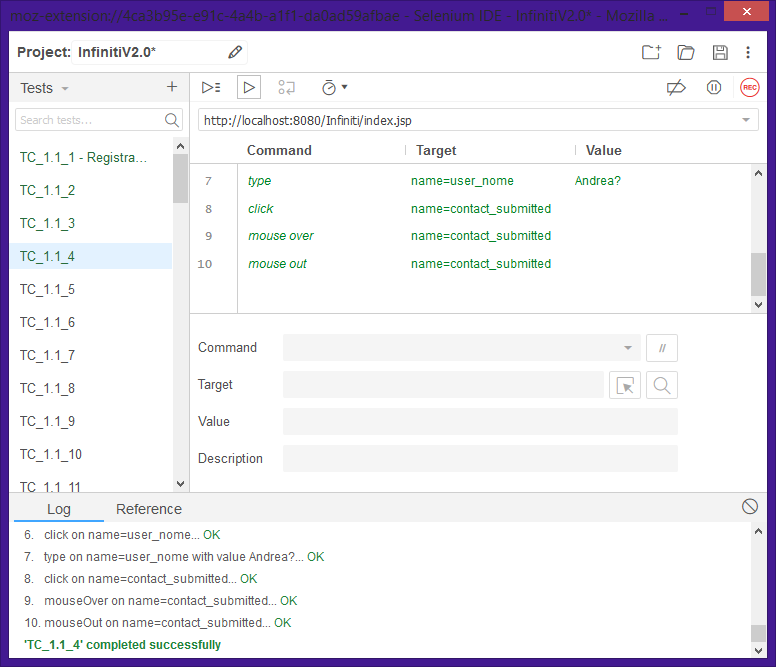 moz-extension://4ca3b95e-e91c-4a4b-a1f1-da0ad59afbae - Selenium IDE - InfinitiV2.0* - Mozilla ...
Project: InfinitiV2.0*
Tests
REC
Search tests...
http://localhost:8080/Infiniti/index.jsp
Command Target Value
TC_1.1_1 - Registra...
TC_1.1_2
TC_1.1_3
TC_1.1_4
TC_1.1_5
TC_1.1_6
TC_1.1_7
TC_1.1_8
TC_1.1_9
TC_1.1_10
TC_1.1_11
7 type name=user_nome Andrea?
8 click name=contact_submitted
9 mouse over name=contact_submitted
10 mouse out name=contact_submitted
Command //
Target
Value
Description
Log Reference
6. click on name=user_nome... OK
7. type on name=user_nome with value Andrea?... OK
8. click on name=contact_submitted... OK
9. mouseOver on name=contact_submitted... OK
10. mouseOut on name=contact_submitted... OK
'TC_1.1_4' completed successfully